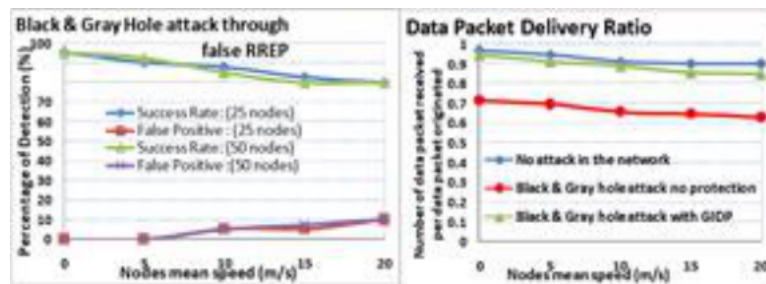 Black & Gray Hole attack through
false RREP
Percentage of Detection (%)
100
70
60
50
40
30
20
10
0
Success Rate: (25 nodes)
False Positive : (25 nodes)
Success Rate: (50 nodes)
False Positive :(50 nodes)
0
5
10
15
20
Nodes mean speed (m/s)
Data Packet Delivery Ratio
Number of data packet received
per data packet originated
1
0.9
0.8
0.7
0.6
0.5
0.4
0.3
0.2
0.1
0
No attack in the network
Black & Gray hole attack no protection
Black & Gray hole attack with GIDP
0
5
10
15
20
Nodes mean speed (m/s)